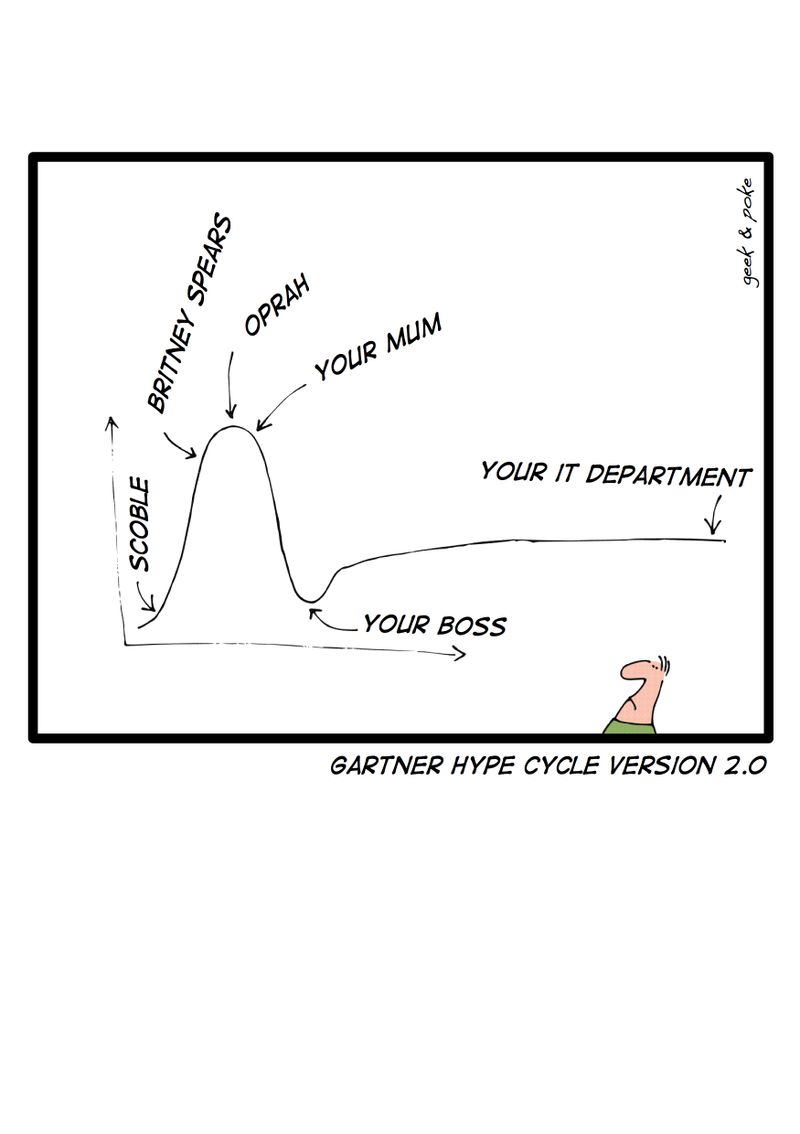 geek & poke
BRITNEY SPEARS
OPRAH
YOUR MUM
SCOBLE
YOUR IT DEPARTMENT
YOUR BOSS
GARTNER HYPE CYCLE VERSION 2.0